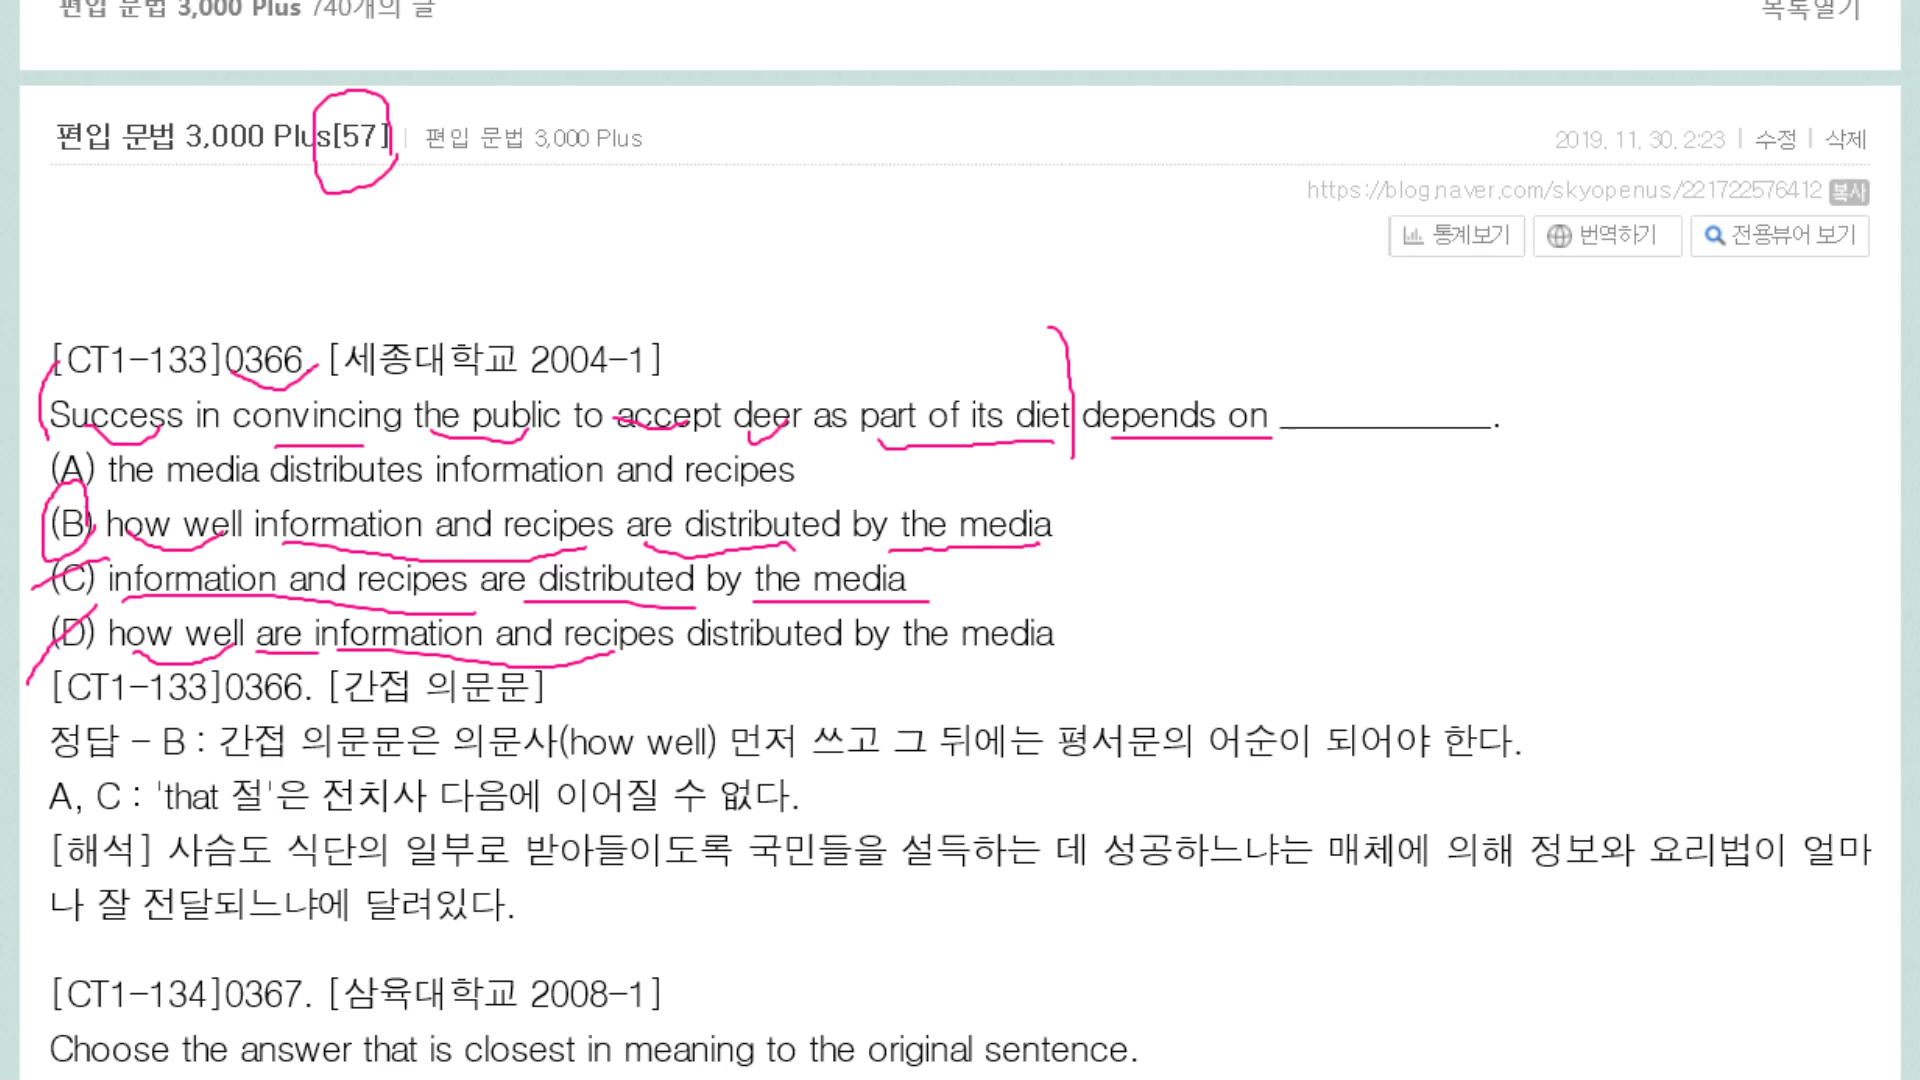 편입 문법 3,000 Plus 740개의 글 목록열기
편입 문법 3,000 Plus[57] | 편입 문법 3,000 Plus 2019. 11. 30. 2:23 | 수정 | 삭제
https://blog.naver.com/skyopenus/221722576412 복사
통계보기 번역하기 전용뷰어 보기
[CT1-133]0366. [세종대학교 2004-1]
Success in convincing the public to accept deer as part of its diet depends on ____________.
(A) the media distributes information and recipes
(B) how well information and recipes are distributed by the media
(C) information and recipes are distributed by the media
(D) how well are information and recipes distributed by the media
[CT1-133]0366. [간접 의문문]
정답 - B : 간접 의문문은 의문사(how well) 먼저 쓰고 그 뒤에는 평서문의 어순이 되어야 한다.
A, C : 'that 절'은 전치사 다음에 이어질 수 없다.
[해석] 사슴도 식단의 일부로 받아들이도록 국민들을 설득하는 데 성공하느냐는 매체에 의해 정보와 요리법이 얼마
나 잘 전달되느냐에 달려있다.
[CT1-134]0367. [삼육대학교 2008-1]
Choose the answer that is closest in meaning to the original sentence.